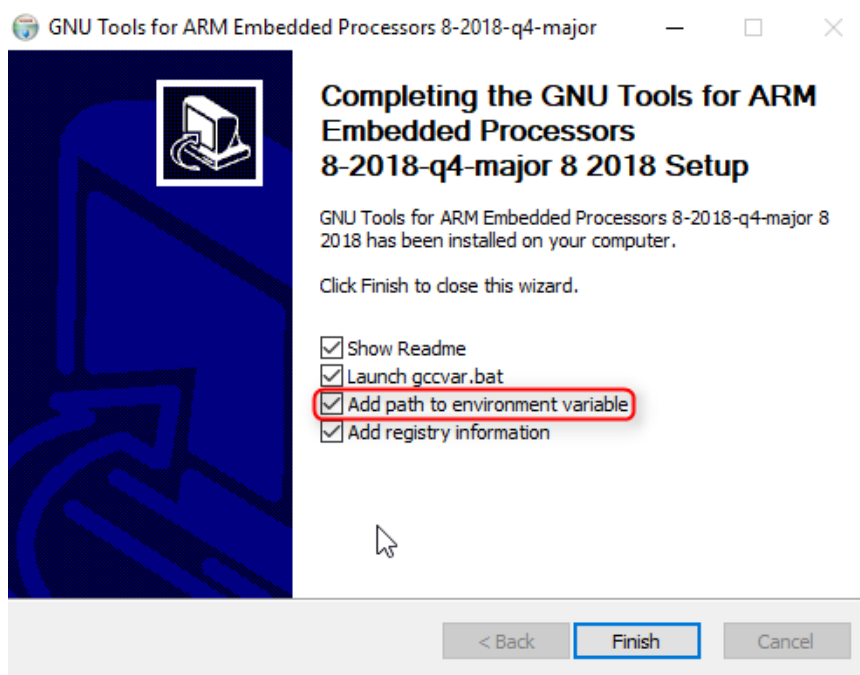 GNU Tools for ARM Embedded Processors 8-2018-q4-major
Completing the GNU Tools for ARM
Embedded Processors
8-2018-q4-major 8 2018 Setup
GNU Tools for ARM Embedded Processors 8-2018-q4-major 8
2018 has been installed on your computer.
Click Finish to close this wizard.
Show Readme
Launch gccvar.bat
Add path to environment variable
Add registry information
< Back
Finish
Cancel